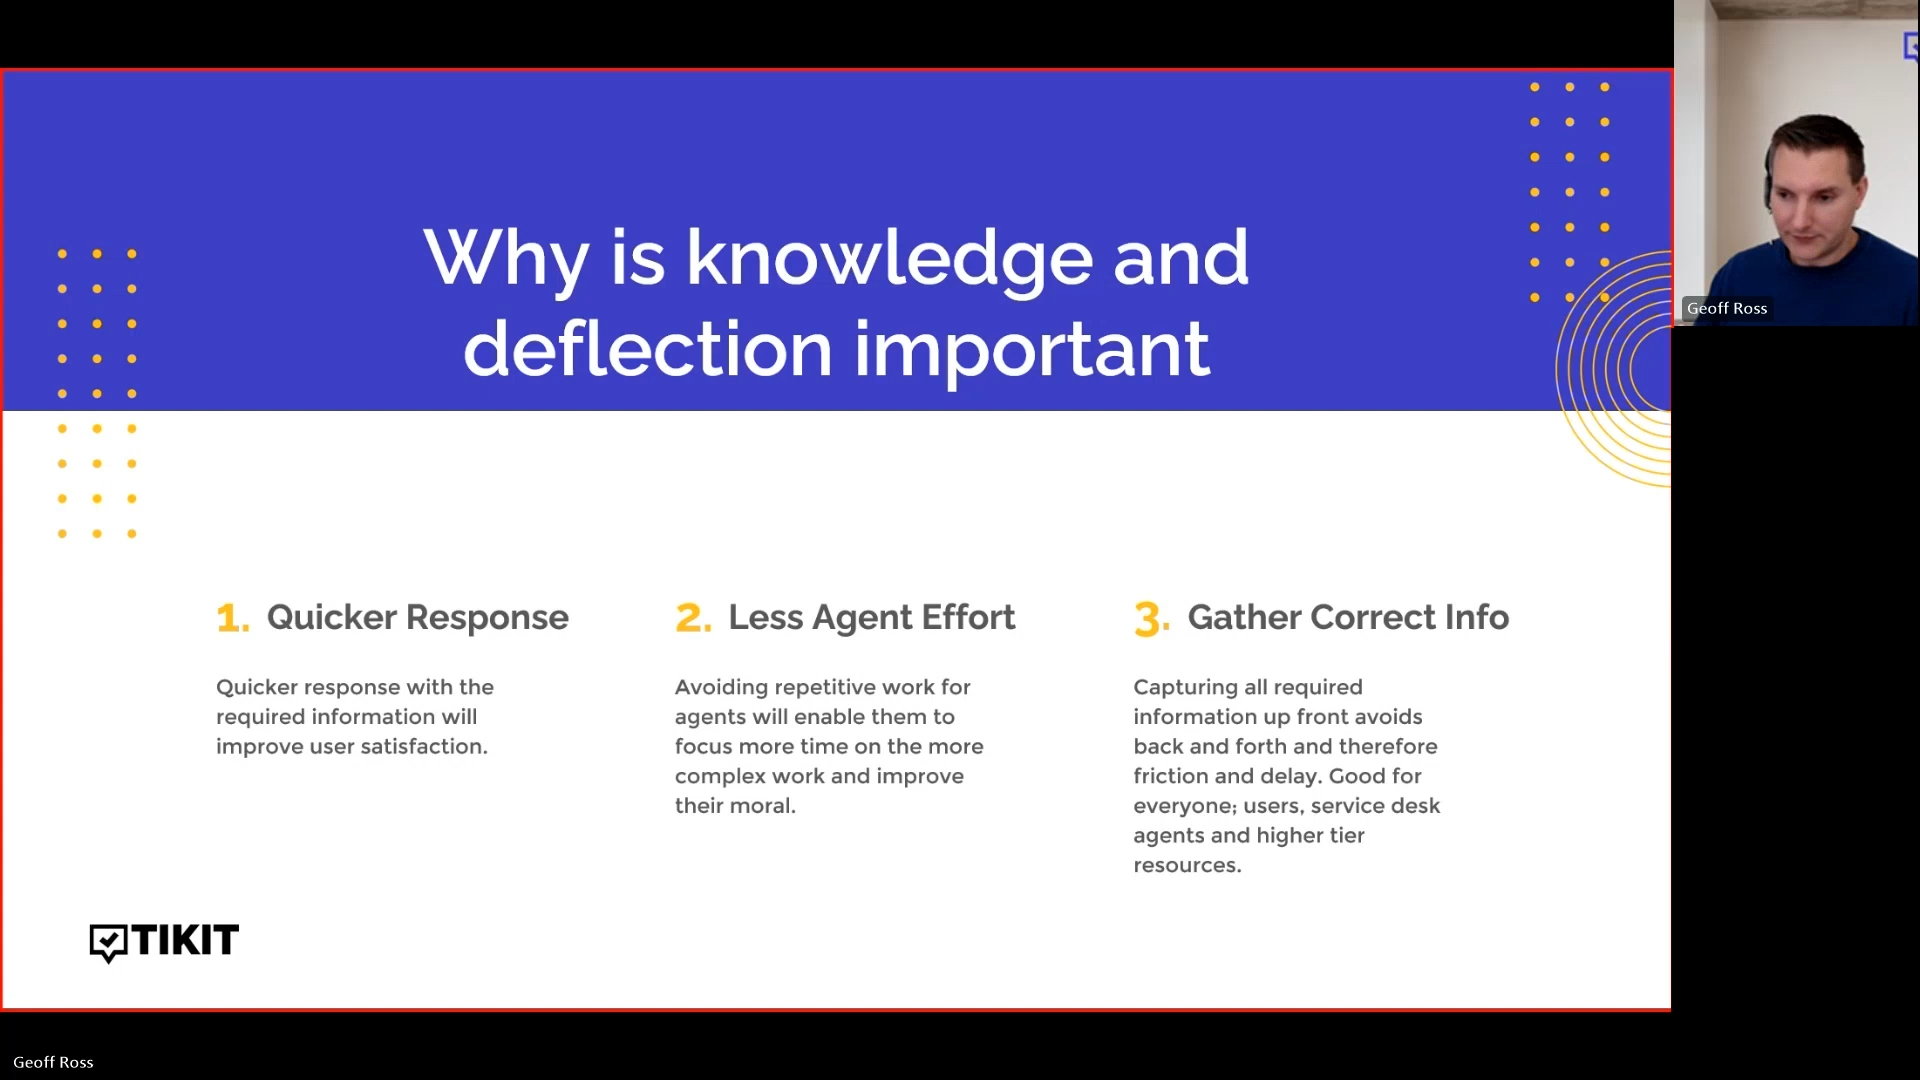 Why is knowledge and
deflection important
1. Quicker Response
Quicker response with the
required information will
improve user satisfaction.
2. Less Agent Effort
Avoiding repetitive work for
agents will enable them to
focus more time on the more
complex work and improve
their moral.
3. Gather Correct Info
Capturing all required
information up front avoids
back and forth and therefore
friction and delay. Good for
everyone; users, service desk
agents and higher tier
resources.
TIKIT
Geoff Ross
Geoff Ross